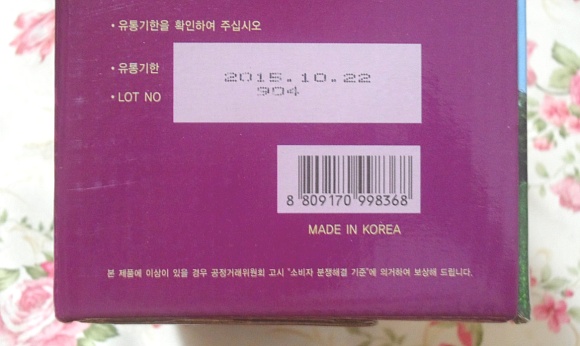 • 유통기한을 확인하여 주십시오
• 유통기한 2015.10.22
• LOT NO 904
8 809170 998368
MADE IN KOREA
본 제품에 이상이 있을 경우 공정거래위원회 고시 "소비자 분쟁해결 기준"에 의거하여 보상해 드립니다.